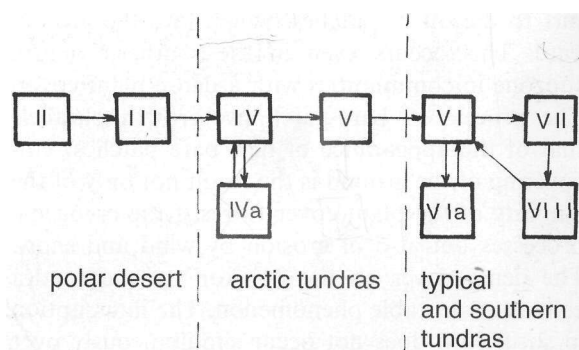 II III IV V VI VII
IVa VIa VIII
polar desert arctic tundras typical
and southern
tundras